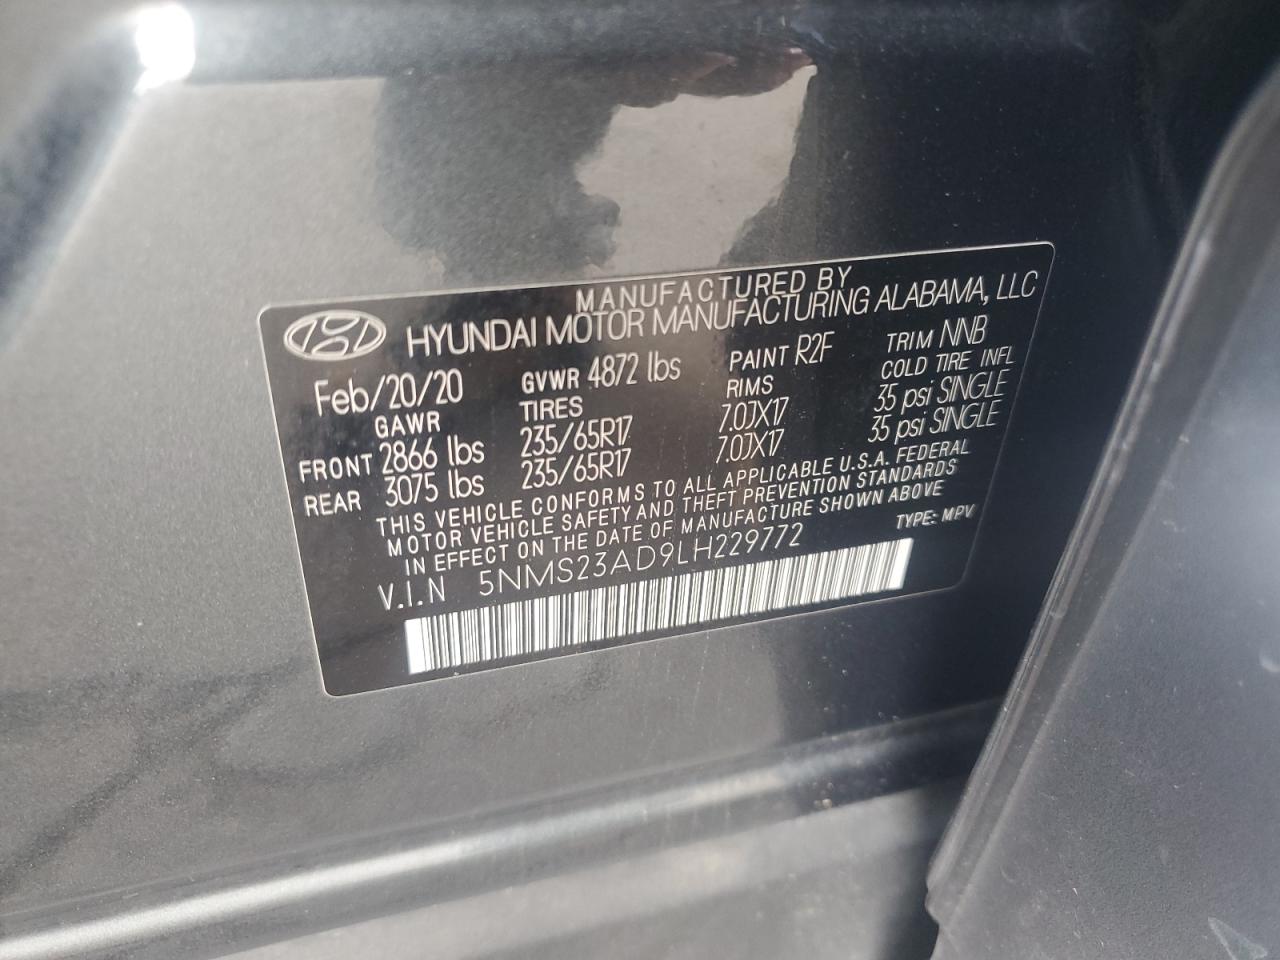 MANUFACTURED BY
HYUNDAI MOTOR MANUFACTURING ALABAMA, LLC
Feb/20/20 GVWR 4872 lbs PAINT R2F TRIM NNB
GAWR TIRES RIMS COLD TIRE INFL
FRONT 2866 lbs 235/65R17 7.0JX17 35 psi SINGLE
REAR 3075 lbs 235/65R17 7.0JX17 35 psi SINGLE
THIS VEHICLE CONFORMS TO ALL APPLICABLE U.S.A. FEDERAL
MOTOR VEHICLE SAFETY AND THEFT PREVENTION STANDARDS
IN EFFECT ON THE DATE OF MANUFACTURE SHOWN ABOVE
V.I.N 5NMS23AD9LH229772 TYPE: MPV